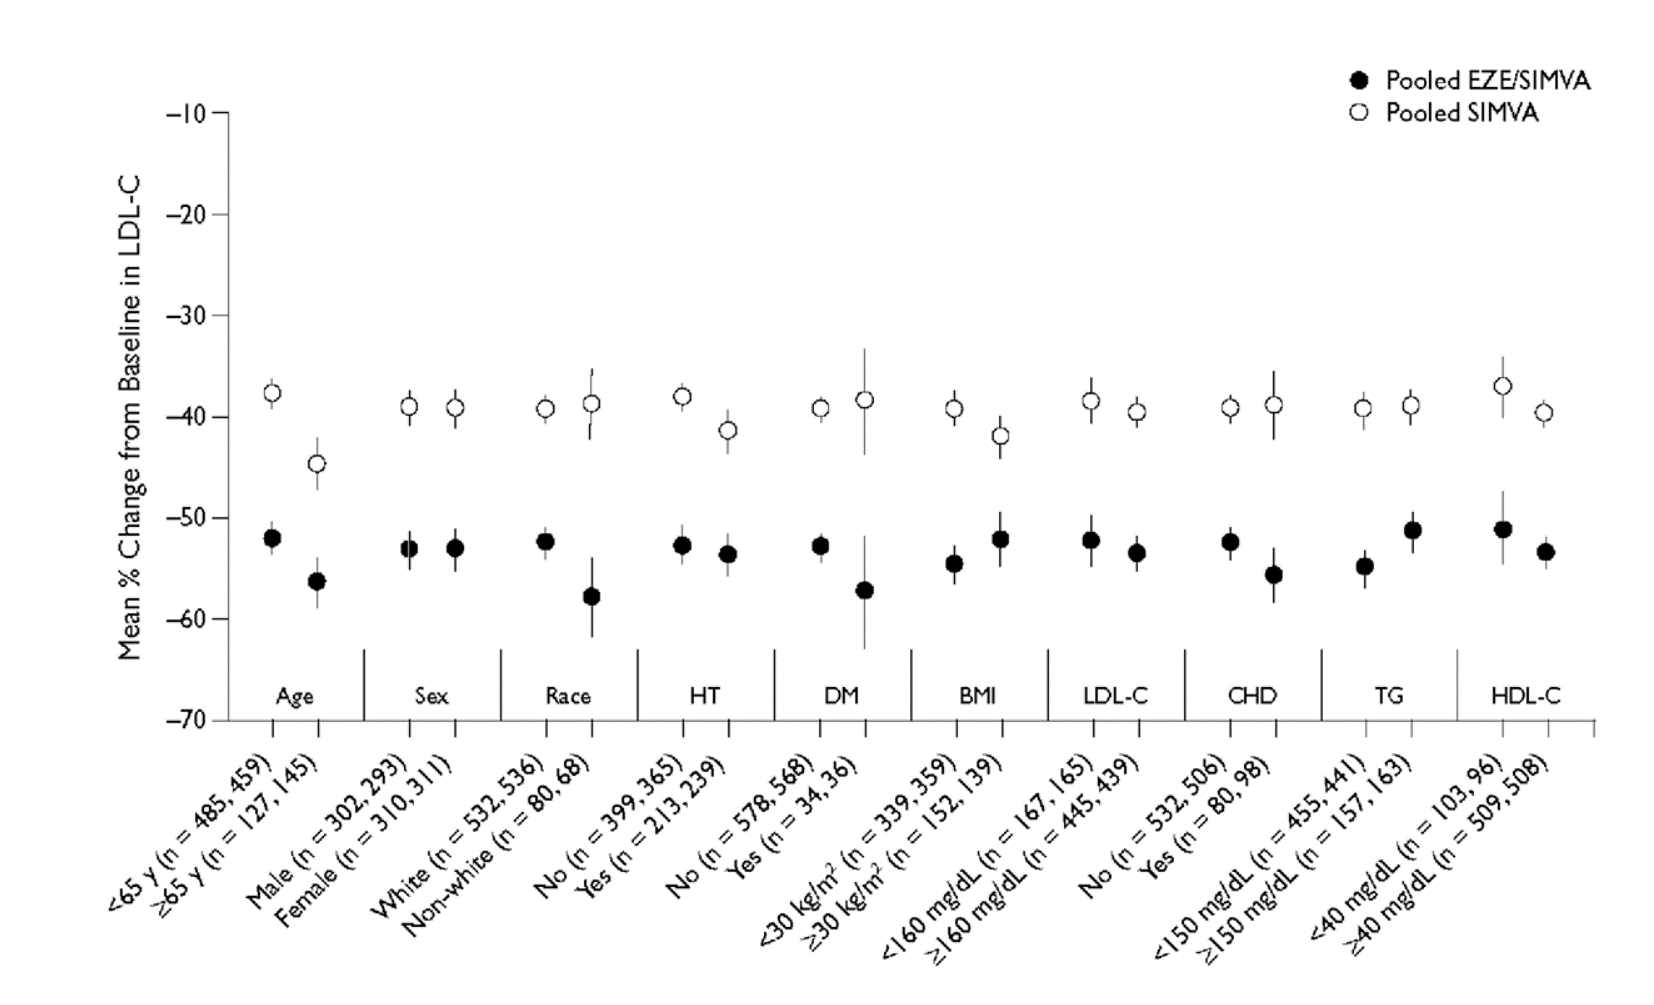 Pooled EZE/SIMVA
Pooled SIMVA
Mean % Change from Baseline in LDL-C
–10
–20
–30
–40
–50
–60
–70
Age
Sex
Race
HT
DM
BMI
LDL-C
CHD
TG
HDL-C
<65 y (n = 485, 459)
≥65 y (n = 127, 145)
Male (n = 302, 293)
Female (n = 310, 311)
White (n = 532, 536)
Non-white (n = 80, 68)
No (n = 399, 365)
Yes (n = 213, 239)
No (n = 578, 568)
Yes (n = 34, 36)
<30 kg/m² (n = 339, 359)
≥30 kg/m² (n = 152, 139)
<160 mg/dL (n = 167, 165)
≥160 mg/dL (n = 445, 439)
No (n = 532, 506)
Yes (n = 80, 98)
<150 mg/dL (n = 455, 441)
≥150 mg/dL (n = 157, 163)
<40 mg/dL (n = 103, 96)
≥40 mg/dL (n = 509, 508)